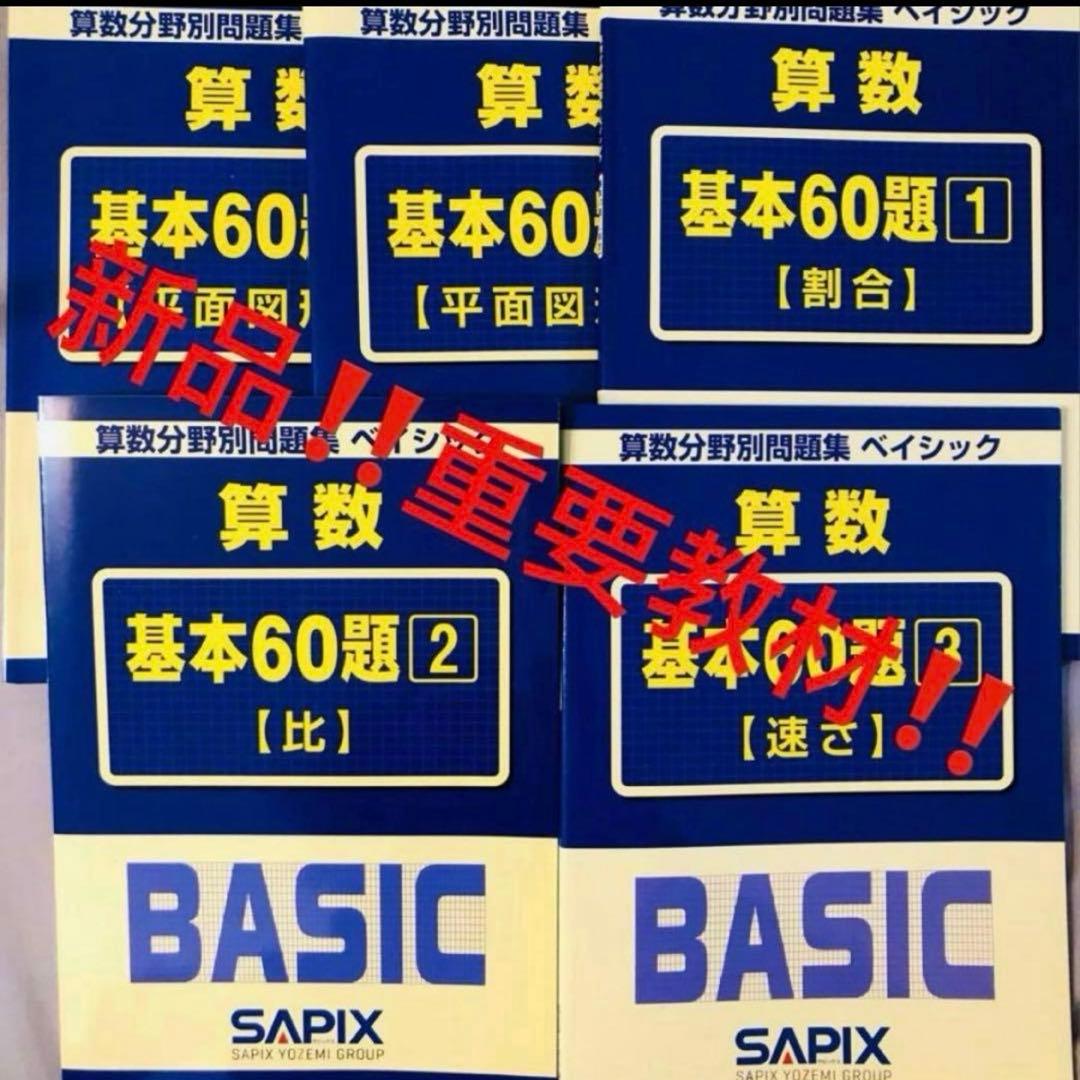 算数分野別問題集
算数
基本60題
【平面図形
算数分野別問題集
算数
基本60
【平面図形
算数分野別問題集 ベイシック
算数
基本60題 1
【割合】
新品!!重要教材!!
算数分野別問題集 ベイシック
算数
基本60題 2
【比】
BASIC
SAPIX
SAPIX YOZEMI GROUP
算数分野別問題集 ベイシック
算数
基本60題 3
【速さ】
BASIC
SAPIX
SAPIX YOZEMI GROUP